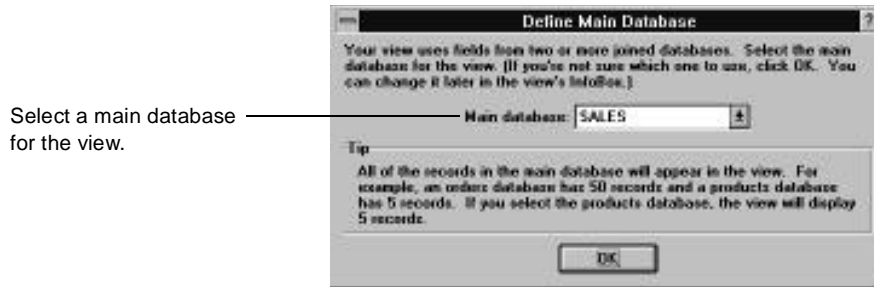 Define Main Database
?
Your view uses fields from two or more joined databases. Select the main
database for the view. (If you're not sure which one to use, click OK. You
can change it later in the view's InfoBox.)
Select a main database
for the view.
Main database: SALES
Tip
All of the records in the main database will appear in the view. For
example, an orders database has 50 records and a products database
has 5 records. If you select the products database, the view will display
5 records.
OK